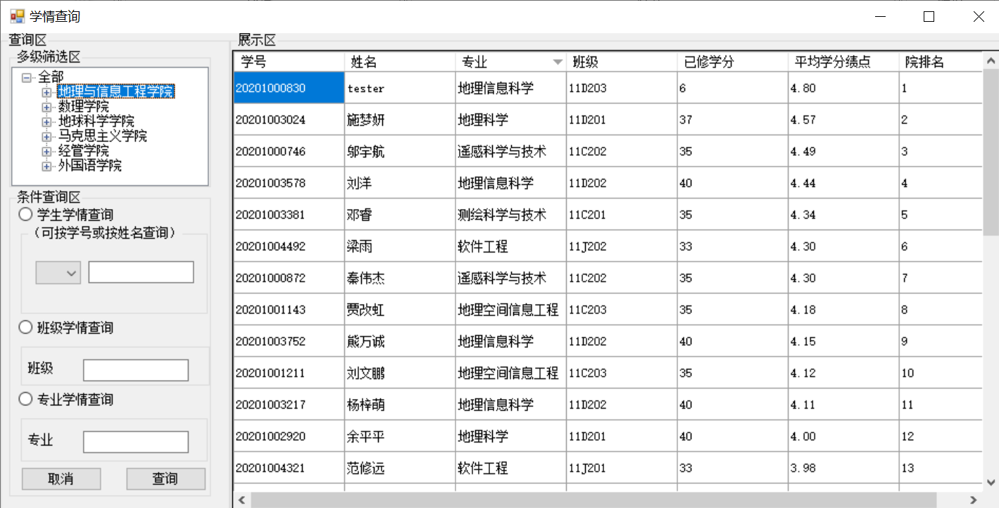 学情查询
查询区
多级筛选区
全部
地理与信息工程学院
数理学院
地球科学学院
马克思主义学院
经管学院
外国语学院
条件查询区
学生学情查询
（可按学号或按姓名查询）
班级学情查询
班级
专业学情查询
专业
取消 查询
展示区
学号 姓名 专业 班级 已修学分 平均学分绩点 院排名
20201000830 tester 地理信息科学 11D203 6 4.80 1
20201003024 施梦妍 地理科学 11D201 37 4.57 2
20201000746 邬宇航 遥感科学与技术 11C202 35 4.49 3
20201003578 刘洋 地理信息科学 11D202 40 4.44 4
20201003381 邓睿 测绘科学与技术 11C201 35 4.34 5
20201004492 梁雨 软件工程 11J202 33 4.30 6
20201000872 秦伟杰 遥感科学与技术 11C202 35 4.30 7
20201001143 贾改虹 地理空间信息工程 11C203 35 4.18 8
20201003752 熊万诚 地理信息科学 11D202 40 4.15 9
20201001211 刘文鹏 地理空间信息工程 11C203 35 4.12 10
20201003217 杨梓萌 地理信息科学 11D202 40 4.11 11
20201002920 余平平 地理科学 11D201 40 4.00 12
20201004321 范修远 软件工程 11J201 33 3.98 13